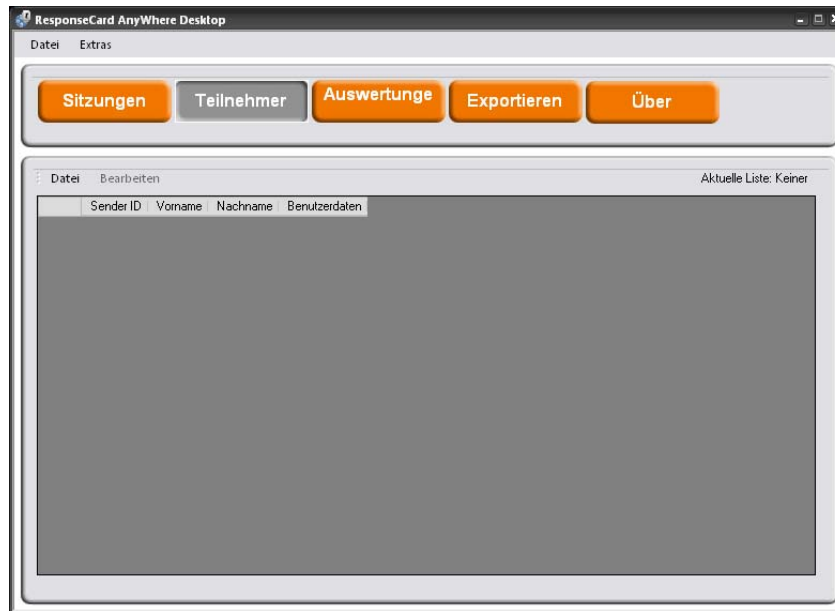 ResponseCard AnyWhere Desktop
Datei Extras
Sitzungen Teilnehmer Auswertunge Exportieren Über
Datei Bearbeiten Aktuelle Liste: Keiner
Sender ID Vorname Nachname Benutzerdaten